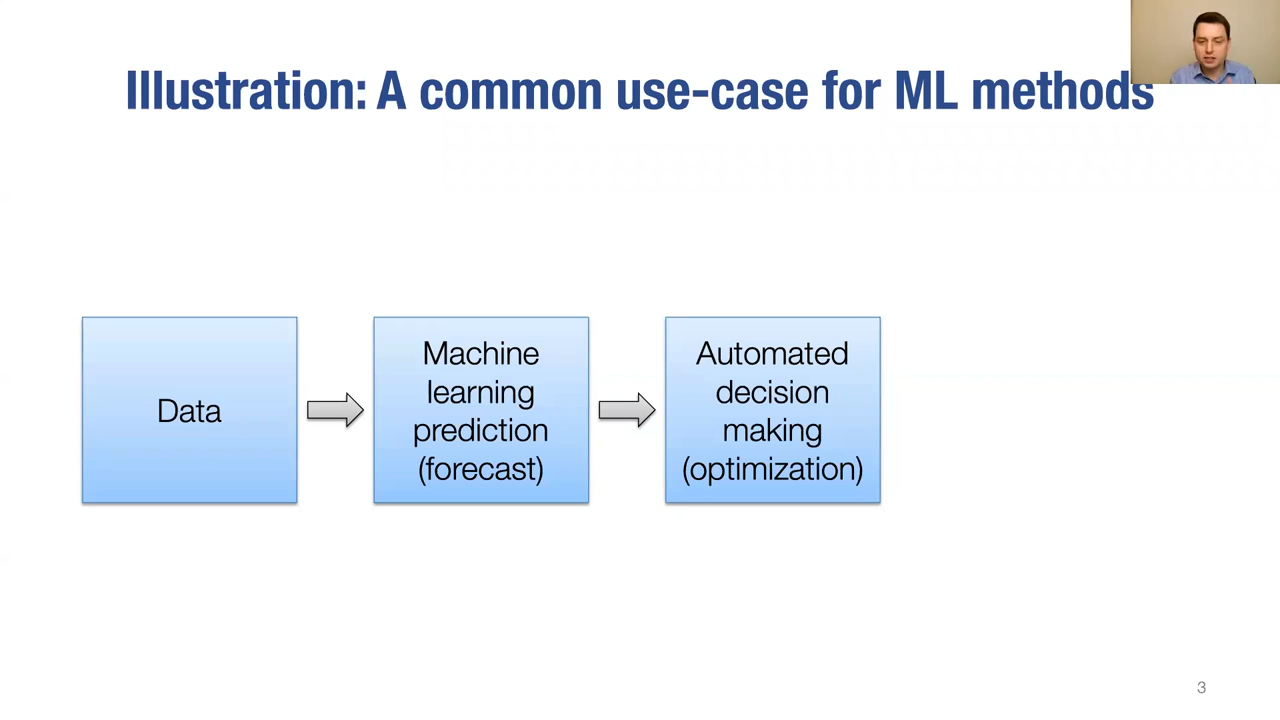 Illustration: A common use-case for ML methods
Data
Machine
learning
prediction
(forecast)
Automated
decision
making
(optimization)
3